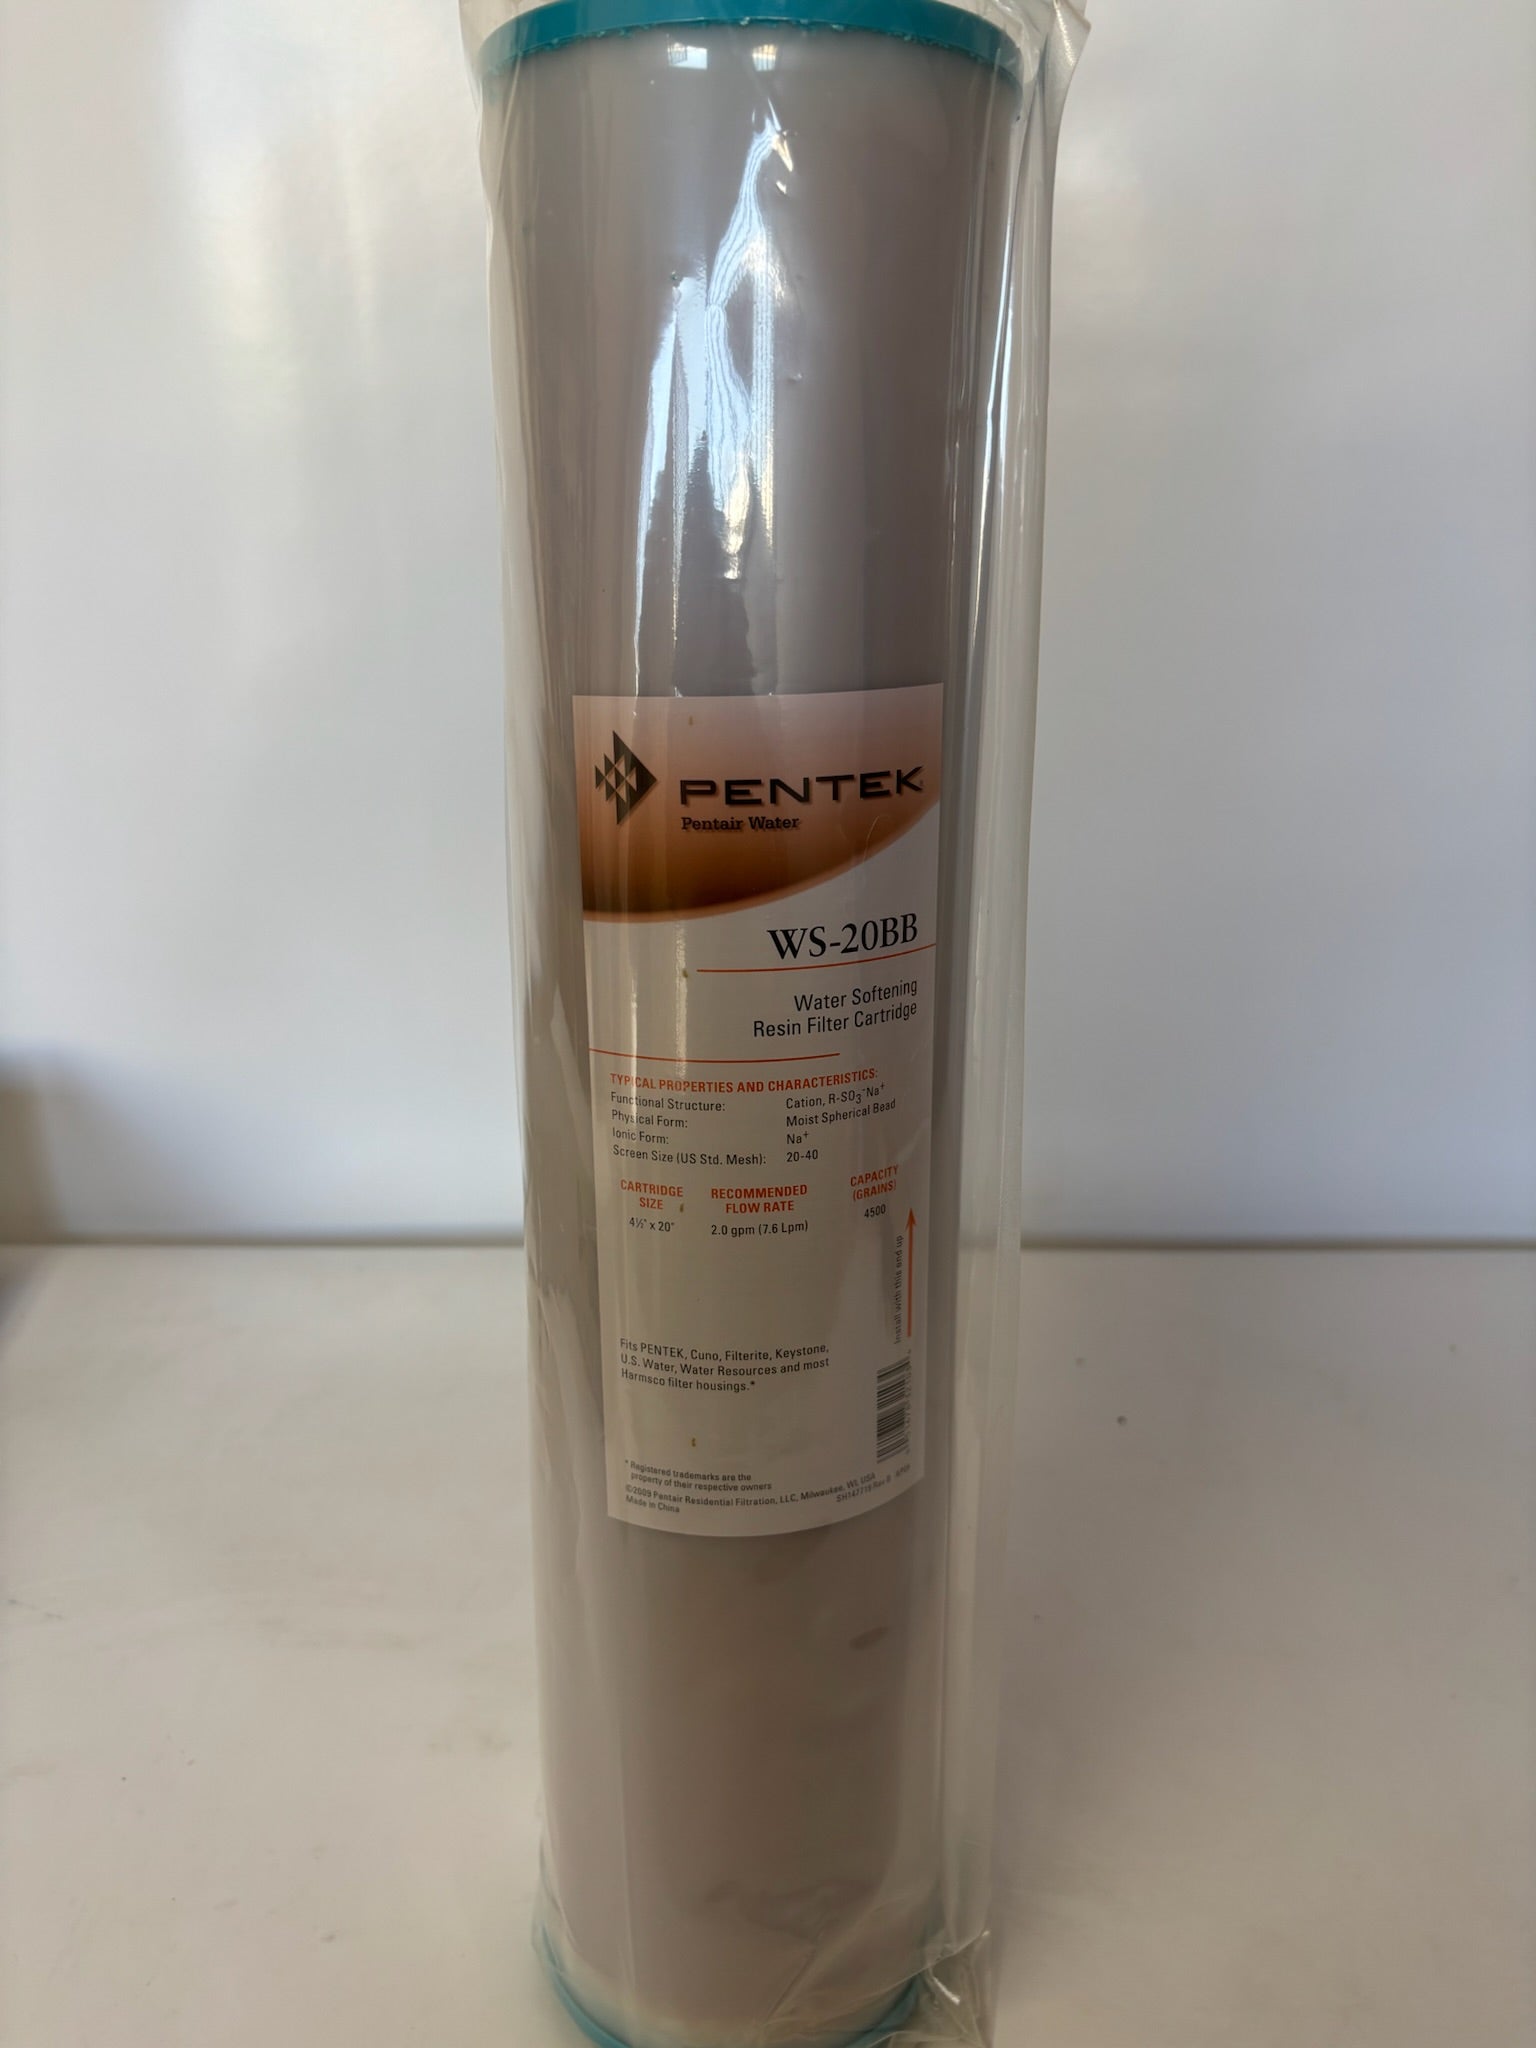 PENTEK
Pentair Water
WS-20BB
Water Softening
Resin Filter Cartridge
TYPICAL PROPERTIES AND CHARACTERISTICS:
Functional Structure: Cation, R-SO3-Na+
Physical Form: Moist Spherical Bead
Ionic Form: Na+
Screen Size (US Std. Mesh): 20-40
CARTRIDGE SIZE RECOMMENDED FLOW RATE CAPACITY (GRAINS)
4½" x 20" 2.0 gpm (7.6 Lpm) 4500
Install with this end up
Fits PENTEK, Cuno, Filterite, Keystone,
U.S. Water, Water Resources and most
Harmsco filter housings.*
* Registered trademarks are the
property of their respective owners
©2009 Pentair Residential Filtration, LLC, Milwaukee, WI, USA
Made in China SH147719 Rev B